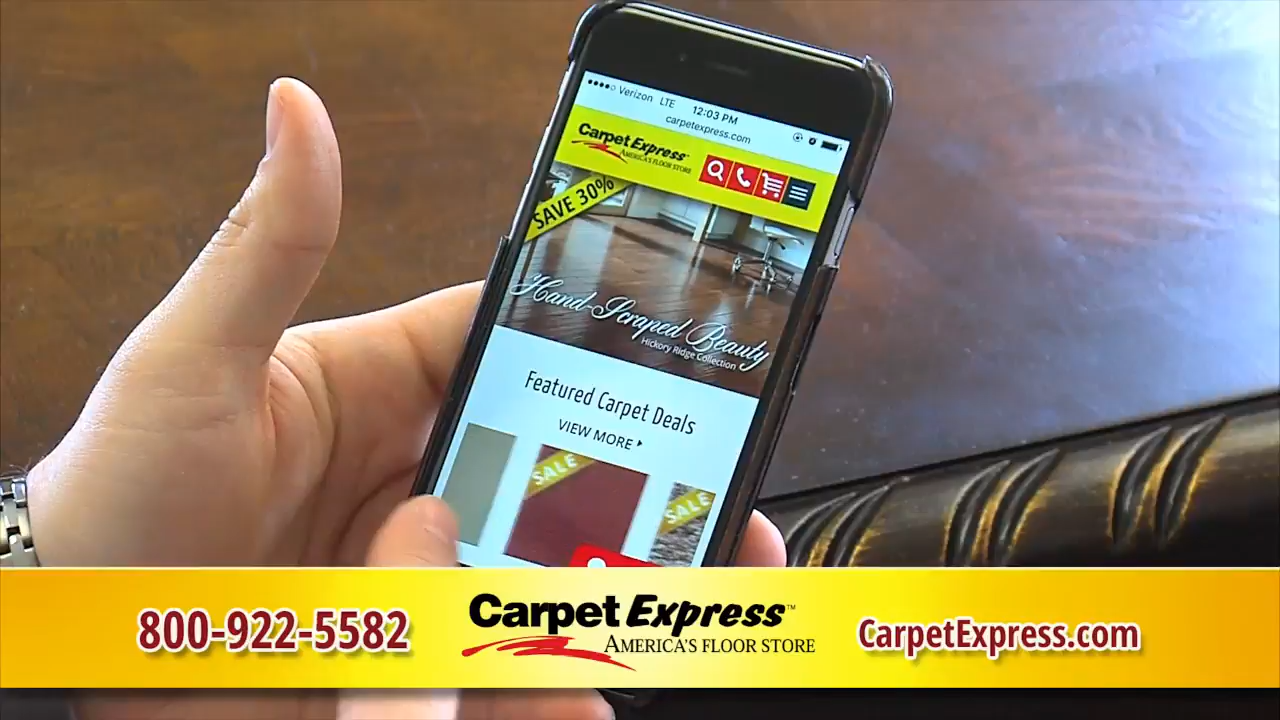 Verizon LTE 12:03 PM
carpetexpress.com
Carpet Express™
AMERICA'S FLOOR STORE
SAVE 30%
Hand-Scraped Beauty
Hickory Ridge Collection
Featured Carpet Deals
VIEW MORE
SALE
SALE
800-922-5582
Carpet Express™
AMERICA'S FLOOR STORE
CarpetExpress.com